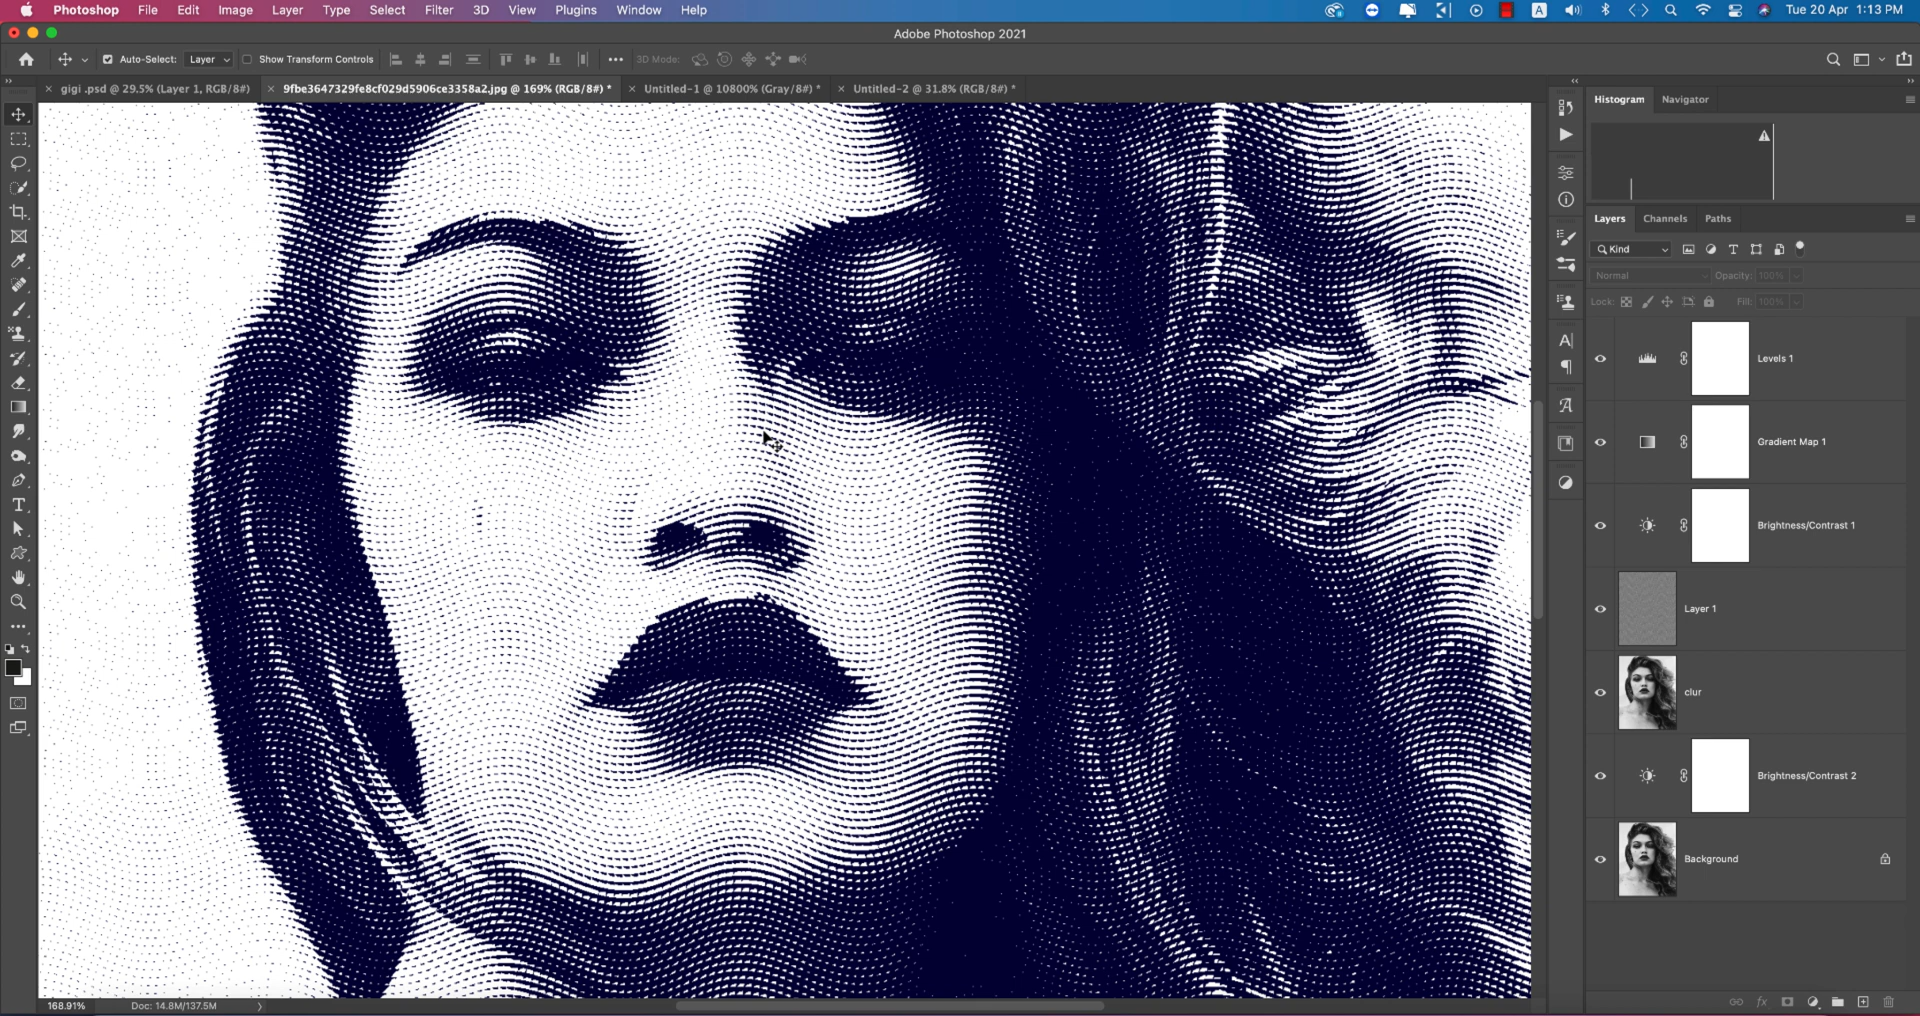 Photoshop File Edit Image Layer Type Select Filter 3D View Plugins Window Help
A Tue 20 Apr 1:13 PM
Adobe Photoshop 2021
Auto-Select: Layer Show Transform Controls 3D Mode:
gigi .psd @ 29.5% (Layer 1, RGB/8#) 9fbe3647329fe8cf029d5906ce3358a2.jpg @ 169% (RGB/8#) * Untitled-1 @ 10800% (Gray/8#) * Untitled-2 @ 31.8% (RGB/8#) *
Histogram Navigator
Layers Channels Paths
Kind
Normal Opacity: 100%
Lock: Fill: 100%
Levels 1
Gradient Map 1
Brightness/Contrast 1
Layer 1
clur
Brightness/Contrast 2
Background
168.91% Doc: 14.8M/137.5M